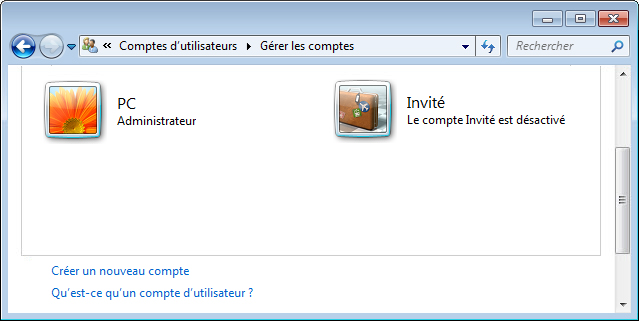 « Comptes d'utilisateurs Gérer les comptes Rechercher
PC
Administrateur
Invité
Le compte Invité est désactivé
Créer un nouveau compte
Qu'est-ce qu'un compte d'utilisateur ?